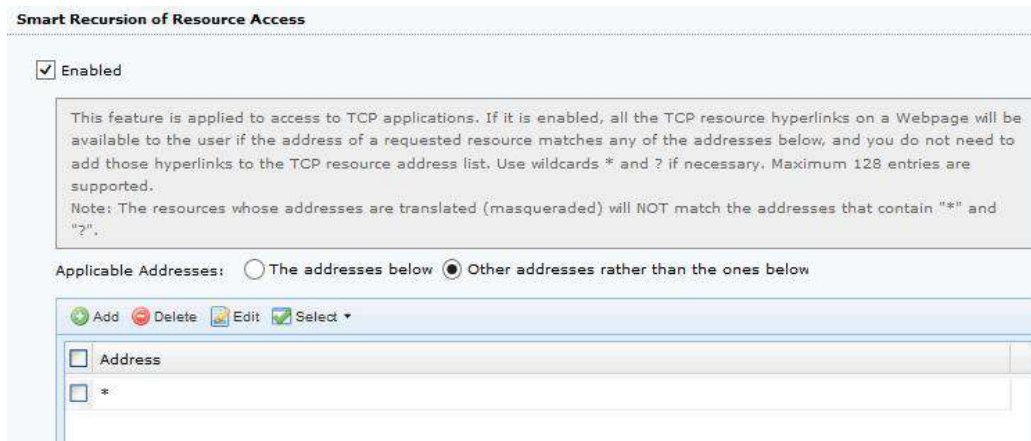 Smart Recursion of Resource Access
Enabled
This feature is applied to access to TCP applications. If it is enabled, all the TCP resource hyperlinks on a Webpage will be
available to the user if the address of a requested resource matches any of the addresses below, and you do not need to
add those hyperlinks to the TCP resource address list. Use wildcards * and ? if necessary. Maximum 128 entries are
supported.
Note: The resources whose addresses are translated (masqueraded) will NOT match the addresses that contain "*" and
"?".
Applicable Addresses: The addresses below Other addresses rather than the ones below
Add Delete Edit Select
Address
*